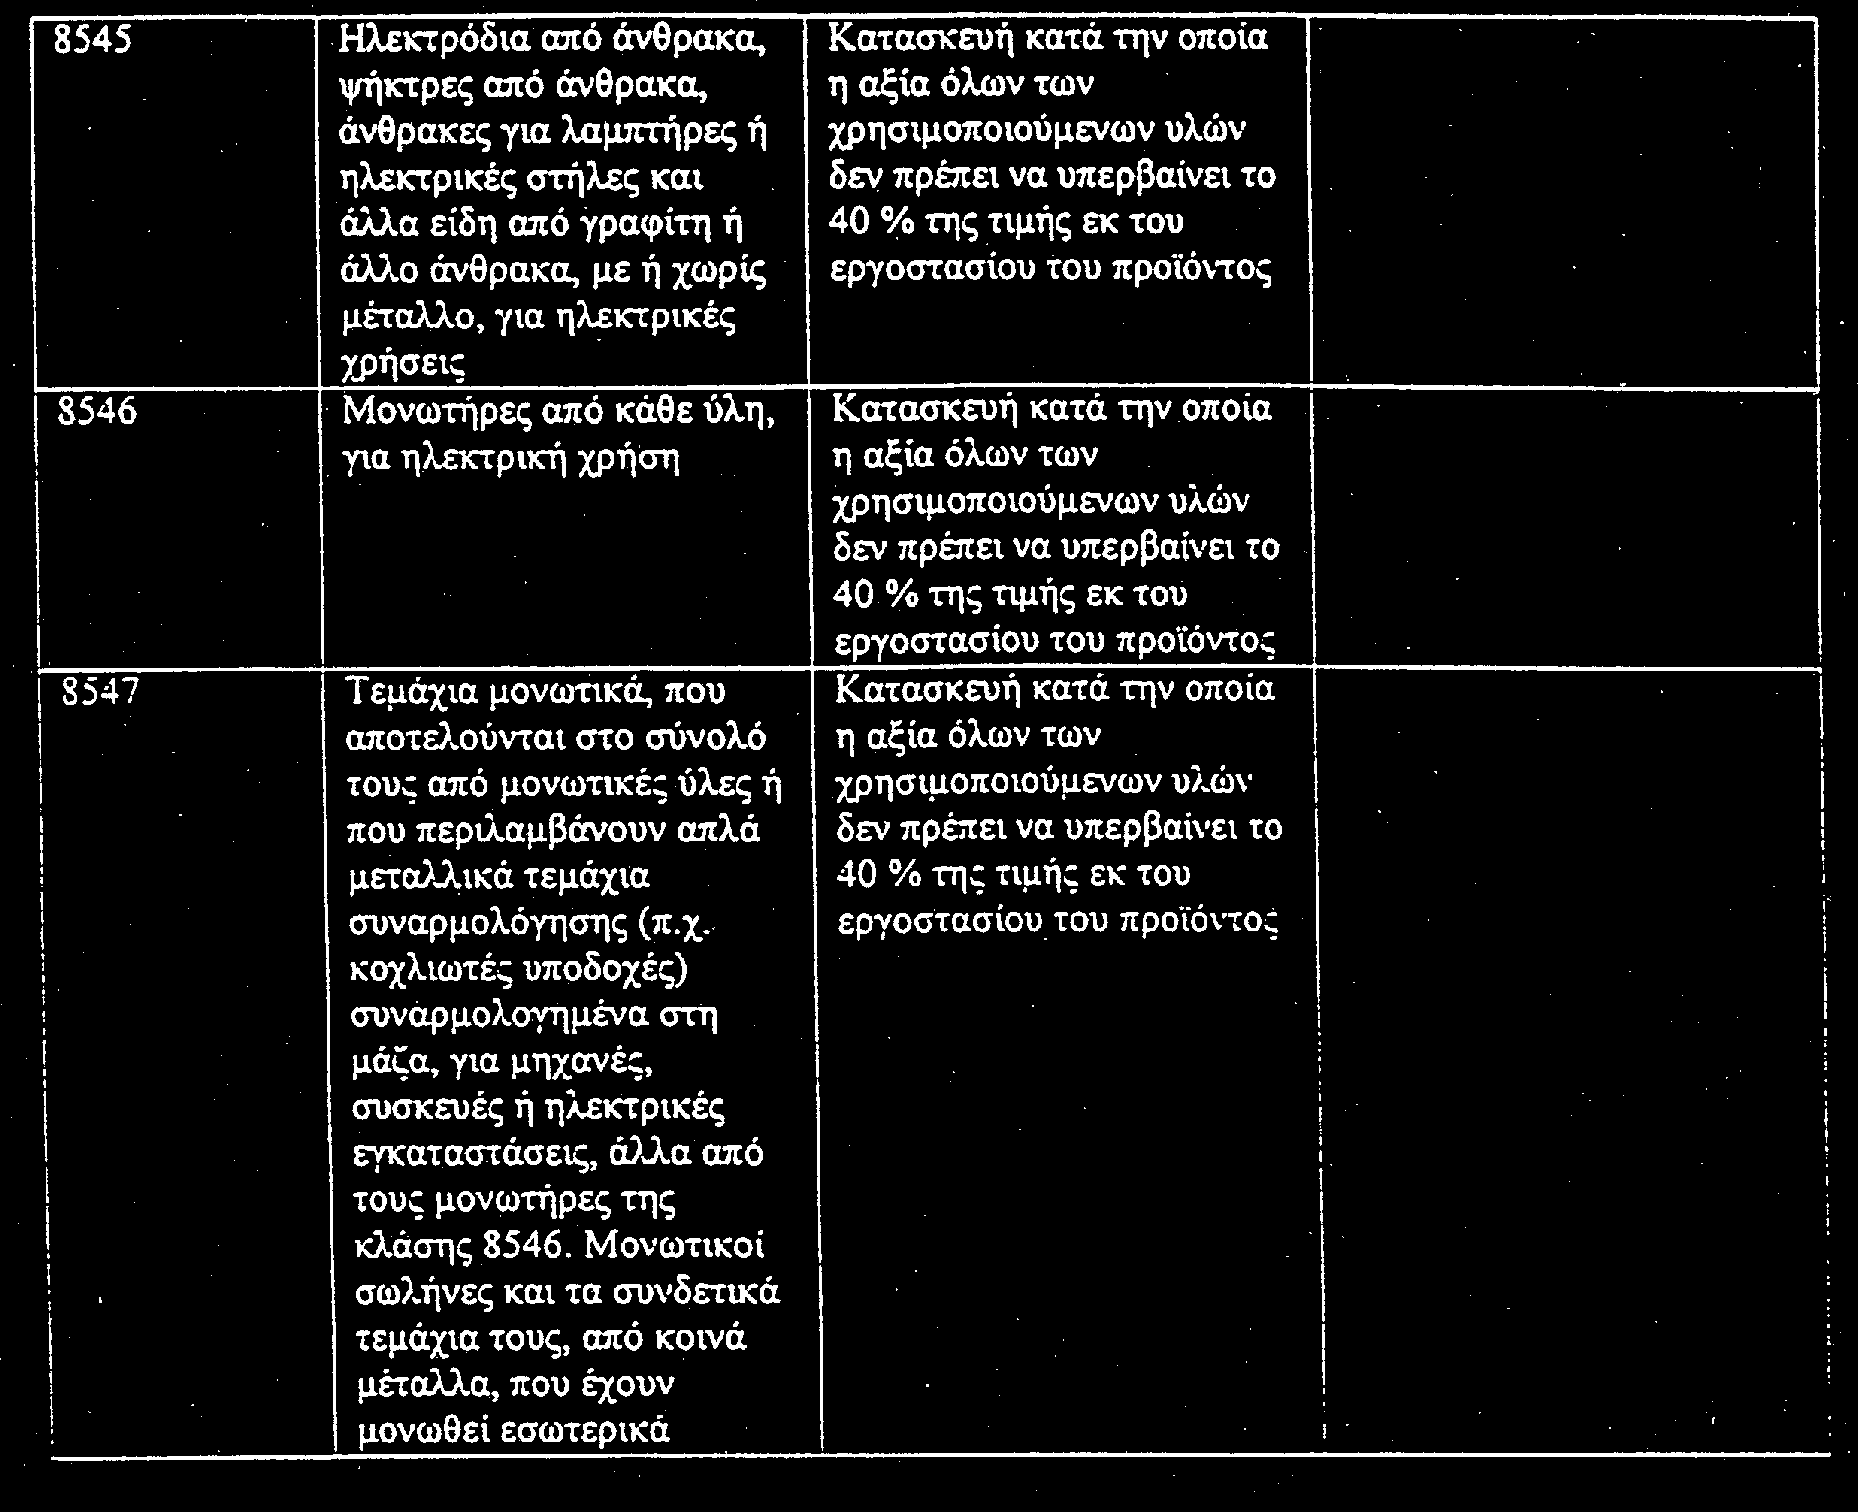 8545
Ηλεκτρόδια από άνθρακα,
ψήκτρες από άνθρακα,
άνθρακες για λαμπτήρες ή
ηλεκτρικές στήλες και
άλλα είδη από γραφίτη ή
άλλο άνθρακα, με ή χωρίς
μέταλλο, για ηλεκτρικές
χρήσεις
Κατασκευή κατά την οποία
η αξία όλων των
χρησιμοποιούμενων υλών
δεν πρέπει να υπερβαίνει το
40 % της τιμής εκ του
εργοστασίου του προϊόντος
8546
Μονωτήρες από κάθε ύλη,
για ηλεκτρική χρήση
Κατασκευή κατά την οποία
η αξία όλων των
χρησιμοποιούμενων υλών
δεν πρέπει να υπερβαίνει το
40 % της τιμής εκ του
εργοστασίου του προϊόντος
8547
Τεμάχια μονωτικά, που
αποτελούνται στο σύνολό
τους από μονωτικές ύλες ή
που περιλαμβάνουν απλά
μεταλλικά τεμάχια
συναρμολόγησης (π.χ.
κοχλιωτές υποδοχές)
συναρμολογημένα στη
μάζα, για μηχανές,
συσκευές ή ηλεκτρικές
εγκαταστάσεις, άλλα από
τους μονωτήρες της
κλάσης 8546. Μονωτικοί
σωλήνες και τα συνδετικά
τεμάχια τους, από κοινά
μέταλλα, που έχουν
μονωθεί εσωτερικά
Κατασκευή κατά την οποία
η αξία όλων των
χρησιμοποιούμενων υλών
δεν πρέπει να υπερβαίνει το
40 % της τιμής εκ του
εργοστασίου του προϊόντος